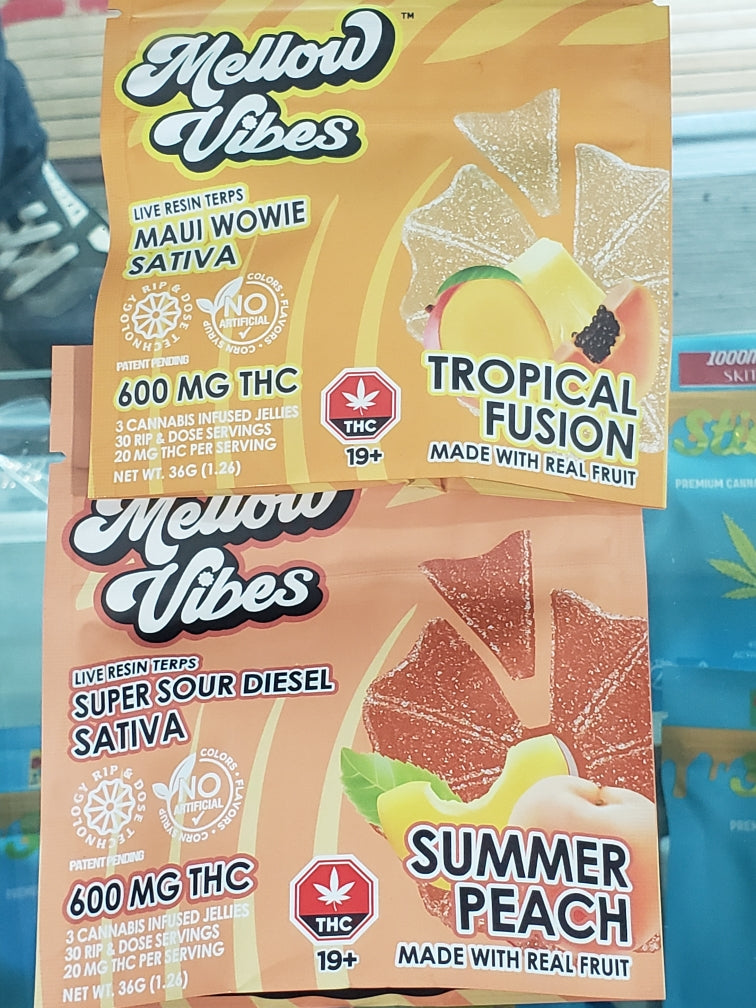 Mellow
Vibes
™
LIVE RESIN TERPS
MAUI WOWIE
SATIVA
RIP & DOSE TECHNOLOGY
NO
ARTIFICIAL
COLORS • FLAVORS • CORN SYRUP
PATENT PENDING
600 MG THC
3 CANNABIS INFUSED JELLIES
30 RIP & DOSE SERVINGS
20 MG THC PER SERVING
NET WT. 36G (1.26)
THC
19+
TROPICAL
FUSION
MADE WITH REAL FRUIT
Mellow
Vibes
LIVE RESIN TERPS
SUPER SOUR DIESEL
SATIVA
RIP & DOSE TECHNOLOGY
NO
ARTIFICIAL
COLORS • FLAVORS • CORN SYRUP
PATENT PENDING
600 MG THC
3 CANNABIS INFUSED JELLIES
30 RIP & DOSE SERVINGS
20 MG THC PER SERVING
NET WT. 36G (1.26)
THC
19+
SUMMER
PEACH
MADE WITH REAL FRUIT
PREMIUM